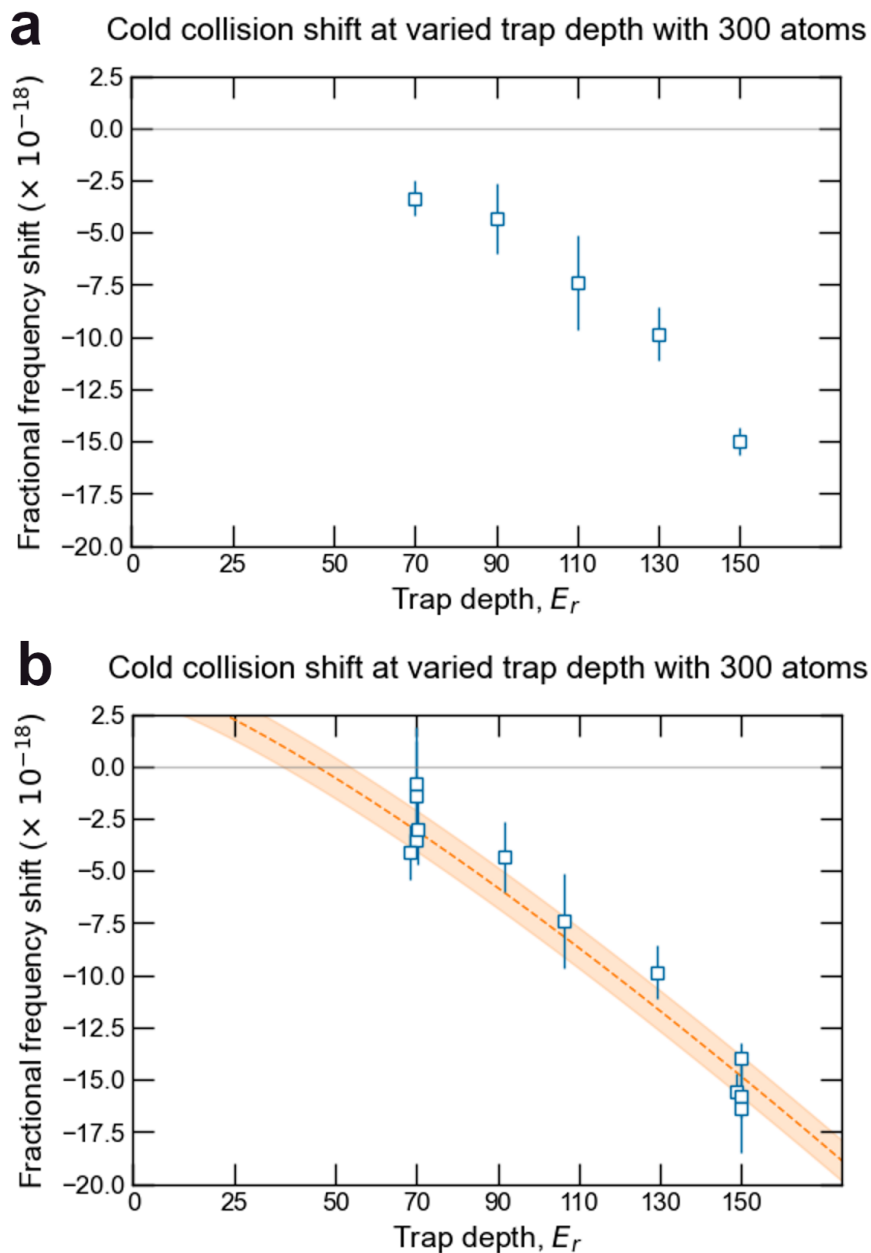 a
Cold collision shift at varied trap depth with 300 atoms
Fractional frequency shift (× 10⁻¹⁸)
2.5
0.0
−2.5
−5.0
−7.5
−10.0
−12.5
−15.0
−17.5
−20.0
0 25 50 70 90 110 130 150
Trap depth, Eᵣ
b
Cold collision shift at varied trap depth with 300 atoms
Fractional frequency shift (× 10⁻¹⁸)
2.5
0.0
−2.5
−5.0
−7.5
−10.0
−12.5
−15.0
−17.5
−20.0
0 25 50 70 90 110 130 150
Trap depth, Eᵣ